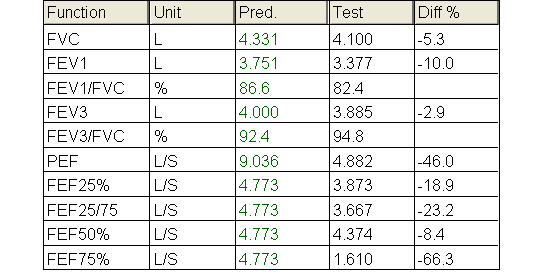 Function Unit Pred. Test Diff %
FVC L 4.331 4.100 -5.3
FEV1 L 3.751 3.377 -10.0
FEV1/FVC % 86.6 82.4
FEV3 L 4.000 3.885 -2.9
FEV3/FVC % 92.4 94.8
PEF L/S 9.036 4.882 -46.0
FEF25% L/S 4.773 3.873 -18.9
FEF25/75 L/S 4.773 3.667 -23.2
FEF50% L/S 4.773 4.374 -8.4
FEF75% L/S 4.773 1.610 -66.3